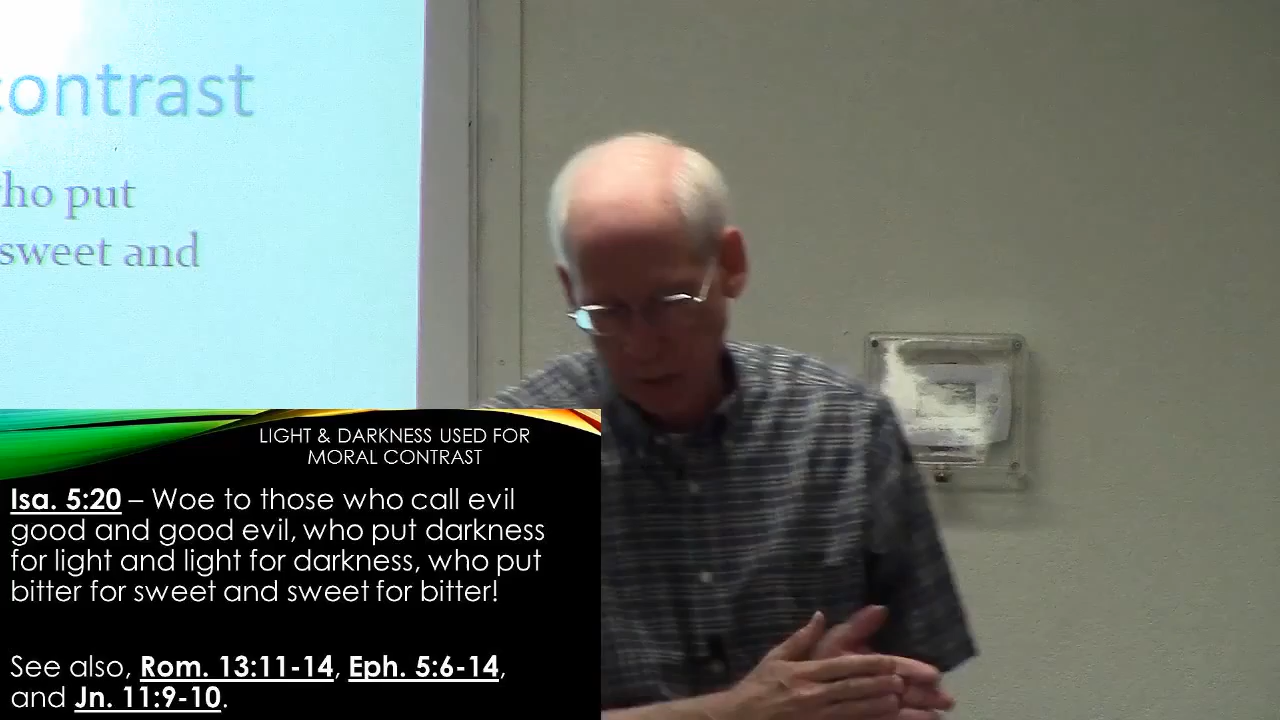 contrast
who put
sweet and
LIGHT & DARKNESS USED FOR
MORAL CONTRAST
Isa. 5:20 – Woe to those who call evil
good and good evil, who put darkness
for light and light for darkness, who put
bitter for sweet and sweet for bitter!
See also, Rom. 13:11-14, Eph. 5:6-14,
and Jn. 11:9-10.